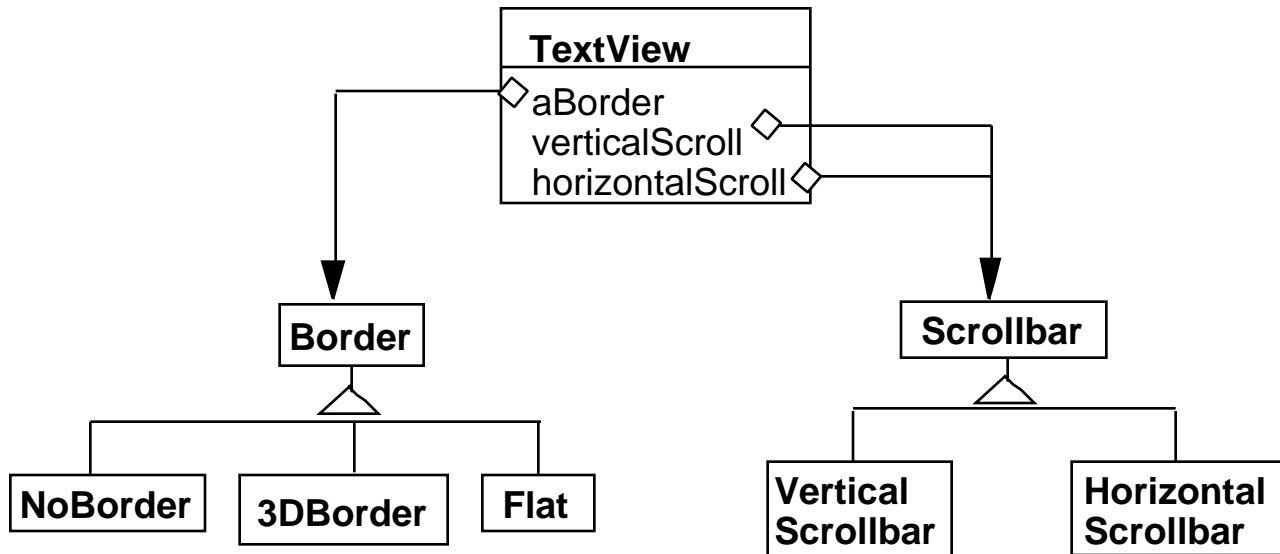 TextView
aBorder
verticalScroll
horizontalScroll
Border
Scrollbar
NoBorder
3DBorder
Flat
Vertical
Scrollbar
Horizontal
Scrollbar